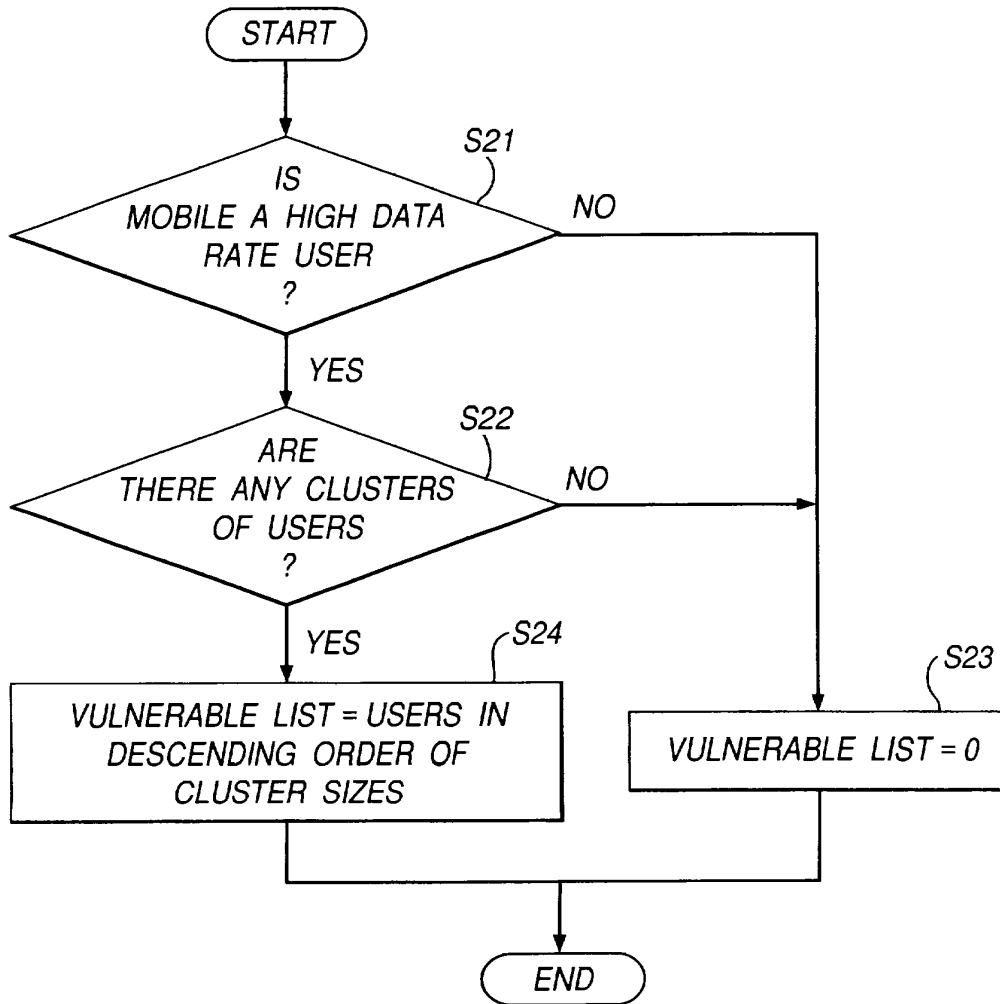 START
S21
IS
MOBILE A HIGH DATA
RATE USER
?
NO
YES
S22
ARE
THERE ANY CLUSTERS
OF USERS
?
NO
YES
S24
VULNERABLE LIST = USERS IN
DESCENDING ORDER OF
CLUSTER SIZES
S23
VULNERABLE LIST = 0
END